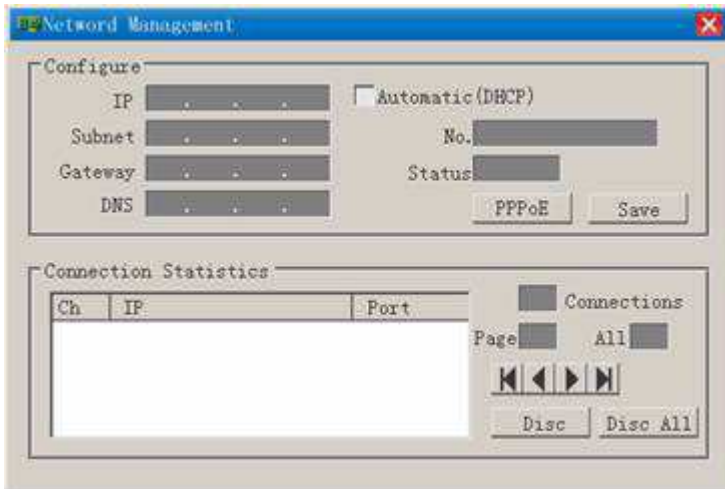 Netword Management
Configure
IP . . . Automatic(DHCP)
Subnet . . . No.
Gateway . . . Status
DNS . . . PPPoE Save
Connection Statistics
Ch IP Port Connections
Page All
Disc Disc All